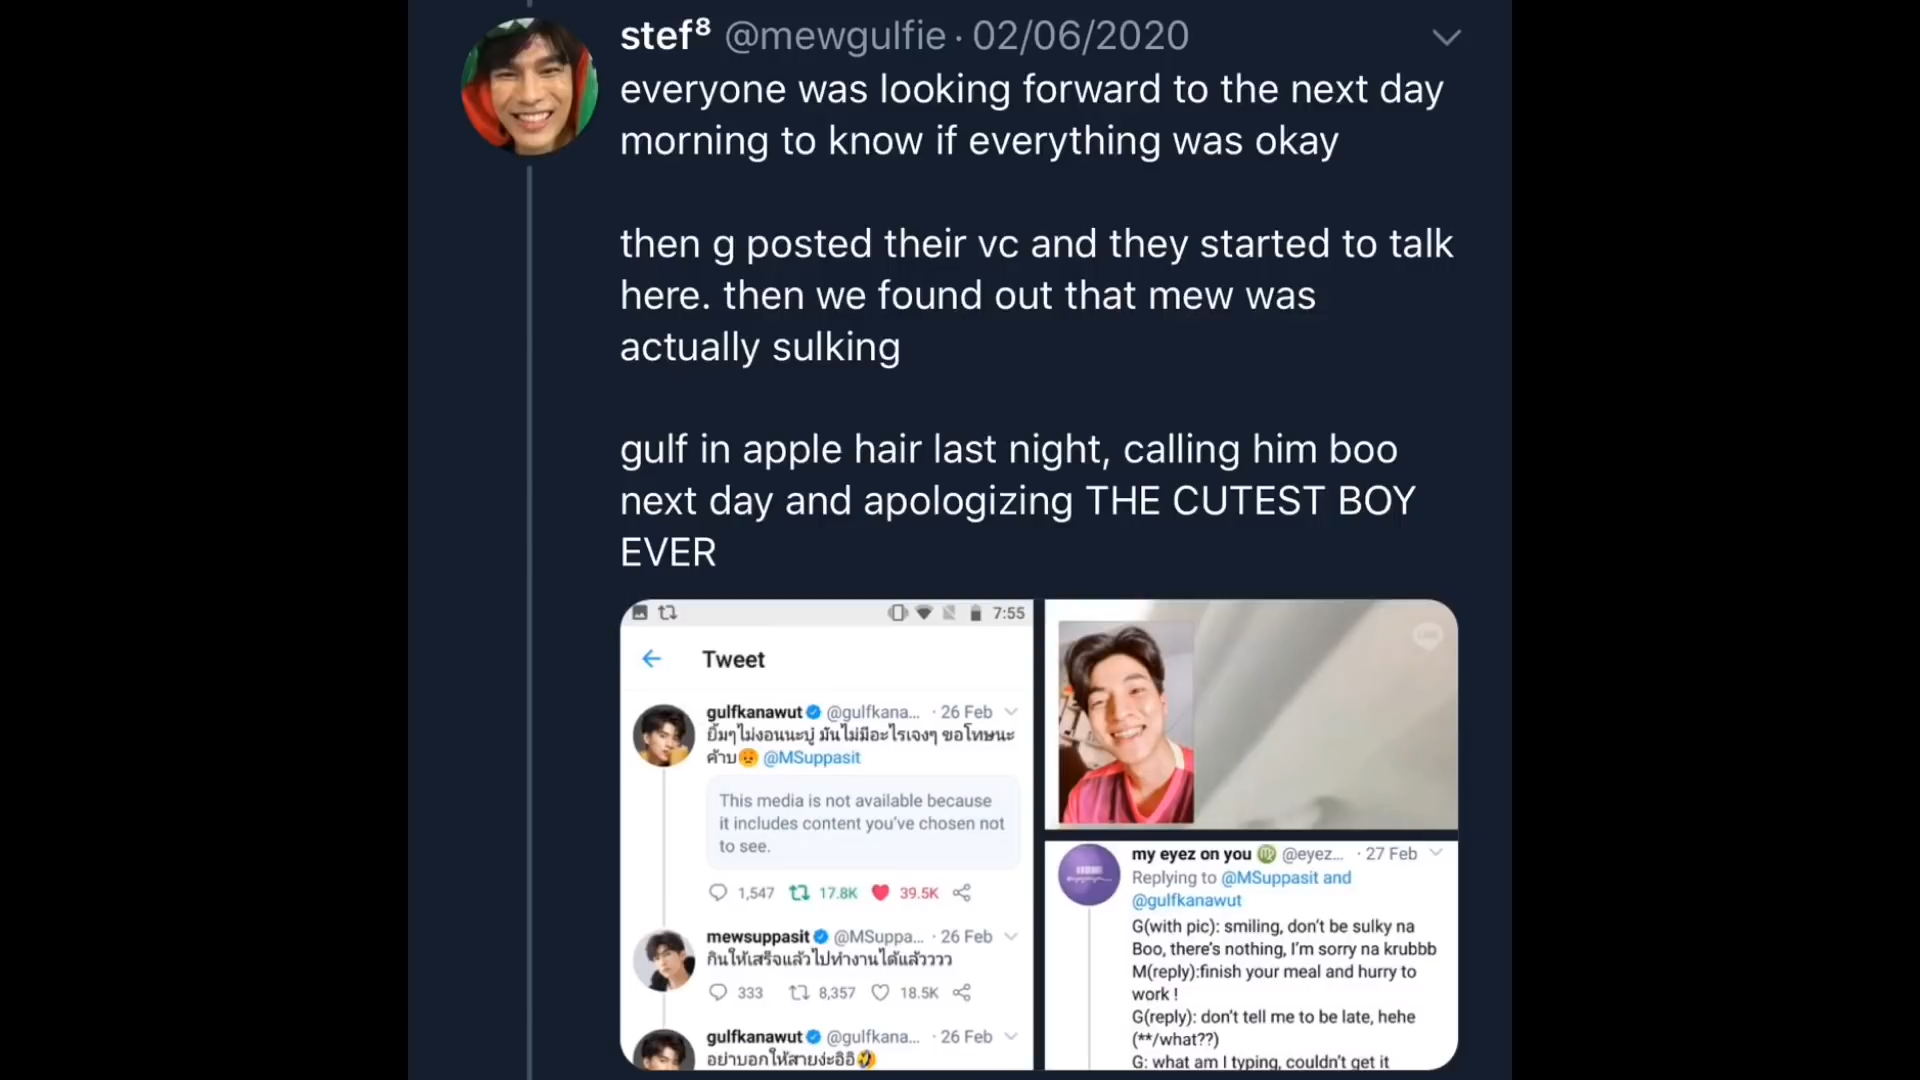 stef⁸ @mewgulfie · 02/06/2020
everyone was looking forward to the next day
morning to know if everything was okay
then g posted their vc and they started to talk
here. then we found out that mew was
actually sulking
gulf in apple hair last night, calling him boo
next day and apologizing THE CUTEST BOY
EVER
7:55
Tweet
gulfkanawut @gulfkana... · 26 Feb
ยิ้มๆไม่งอนนะบู่ มันไม่มีอะไรเจงๆ ขอโทษนะ
ค้าบ😡 @MSuppasit
This media is not available because
it includes content you've chosen not
to see.
1,547 17.8K 39.5K
mewsuppasit @MSuppa... · 26 Feb
กินให้เสร็จแล้วไปทำงานได้แล้วววว
333 8,357 18.5K
gulfkanawut @gulfkana... · 26 Feb
อย่าบอกให้สายง่ะอิอิ🤣
my eyez on you ♍ @eyez... · 27 Feb
Replying to @MSuppasit and
@gulfkanawut
G(with pic): smiling, don't be sulky na
Boo, there's nothing, I'm sorry na krubbb
M(reply):finish your meal and hurry to
work !
G(reply): don't tell me to be late, hehe
(**/what??)
G: what am I typing, couldn't get it